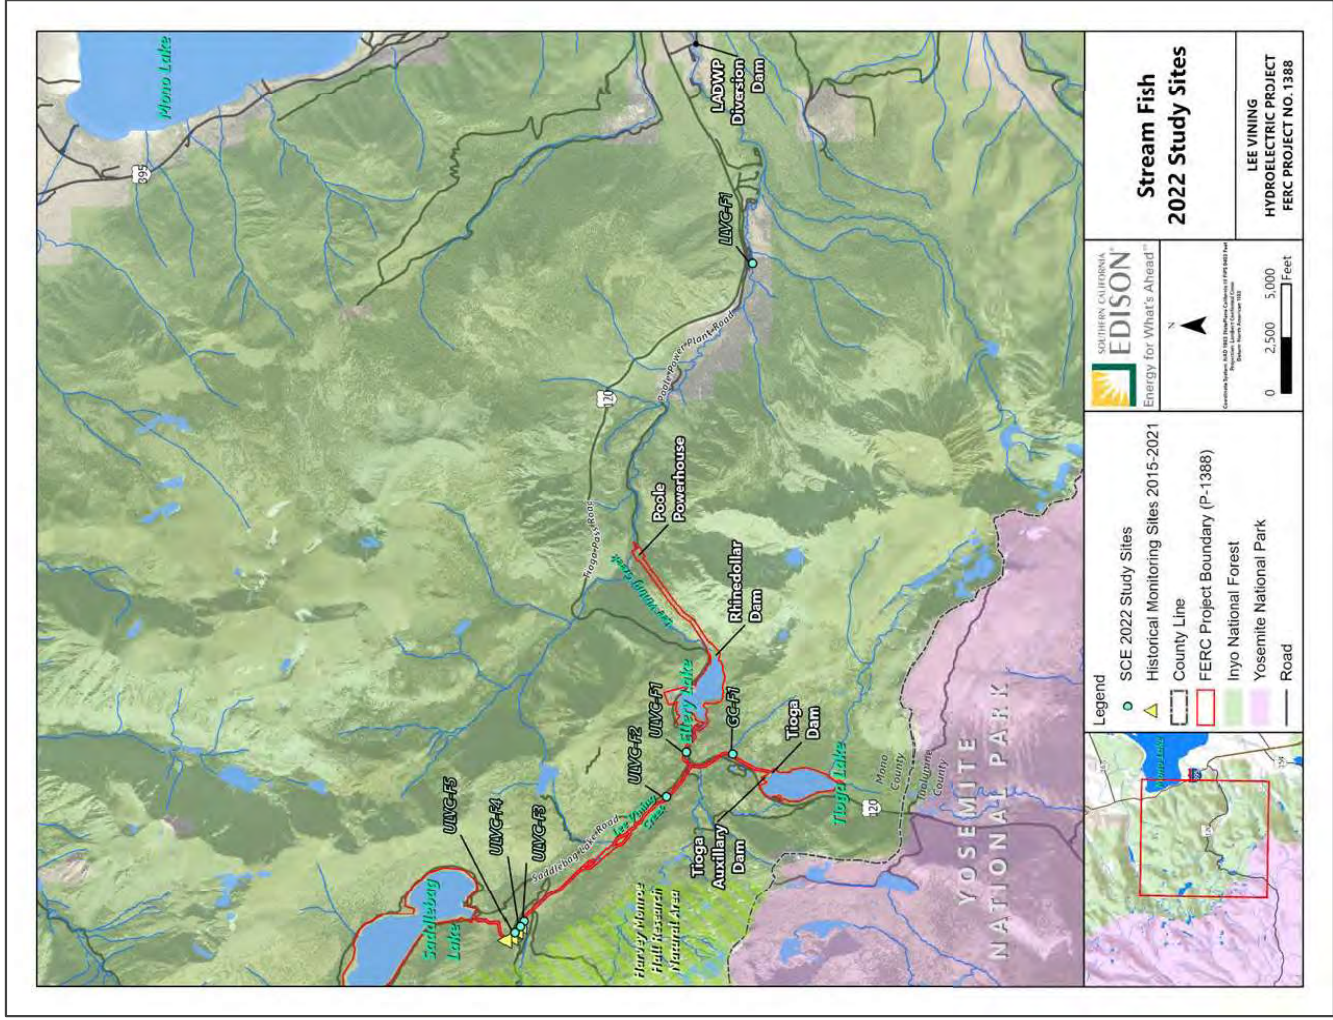 Mono Lake
395
LADWP
Diversion
Dam
LLVC-F1
Poole Power Plant Road
120
Tioga Pass Road
Poole
Powerhouse
Lee Vining Creek
Rhinedollar
Dam
Ellery Lake
ULVC-F1
ULVC-F2
GC-F1
Tioga
Dam
Tioga Lake
Mono
County
Tuolumne
County
120
Tioga
Auxillary
Dam
Lee Vining
Creek
Saddlebag Lake Road
ULVC-F5
ULVC-F4
ULVC-F3
Saddlebag
Lake
Harvey Monroe
Hall Research
Natural Area
YOSEMITE
NATIONAL PARK
Legend
SCE 2022 Study Sites
Historical Monitoring Sites 2015-2021
County Line
FERC Project Boundary (P-1388)
Inyo National Forest
Yosemite National Park
Road
SOUTHERN CALIFORNIA
EDISON®
Energy for What's Ahead℠
N
0 2,500 5,000
Feet
Stream Fish
2022 Study Sites
LEE VINING
HYDROELECTRIC PROJECT
FERC PROJECT NO. 1388